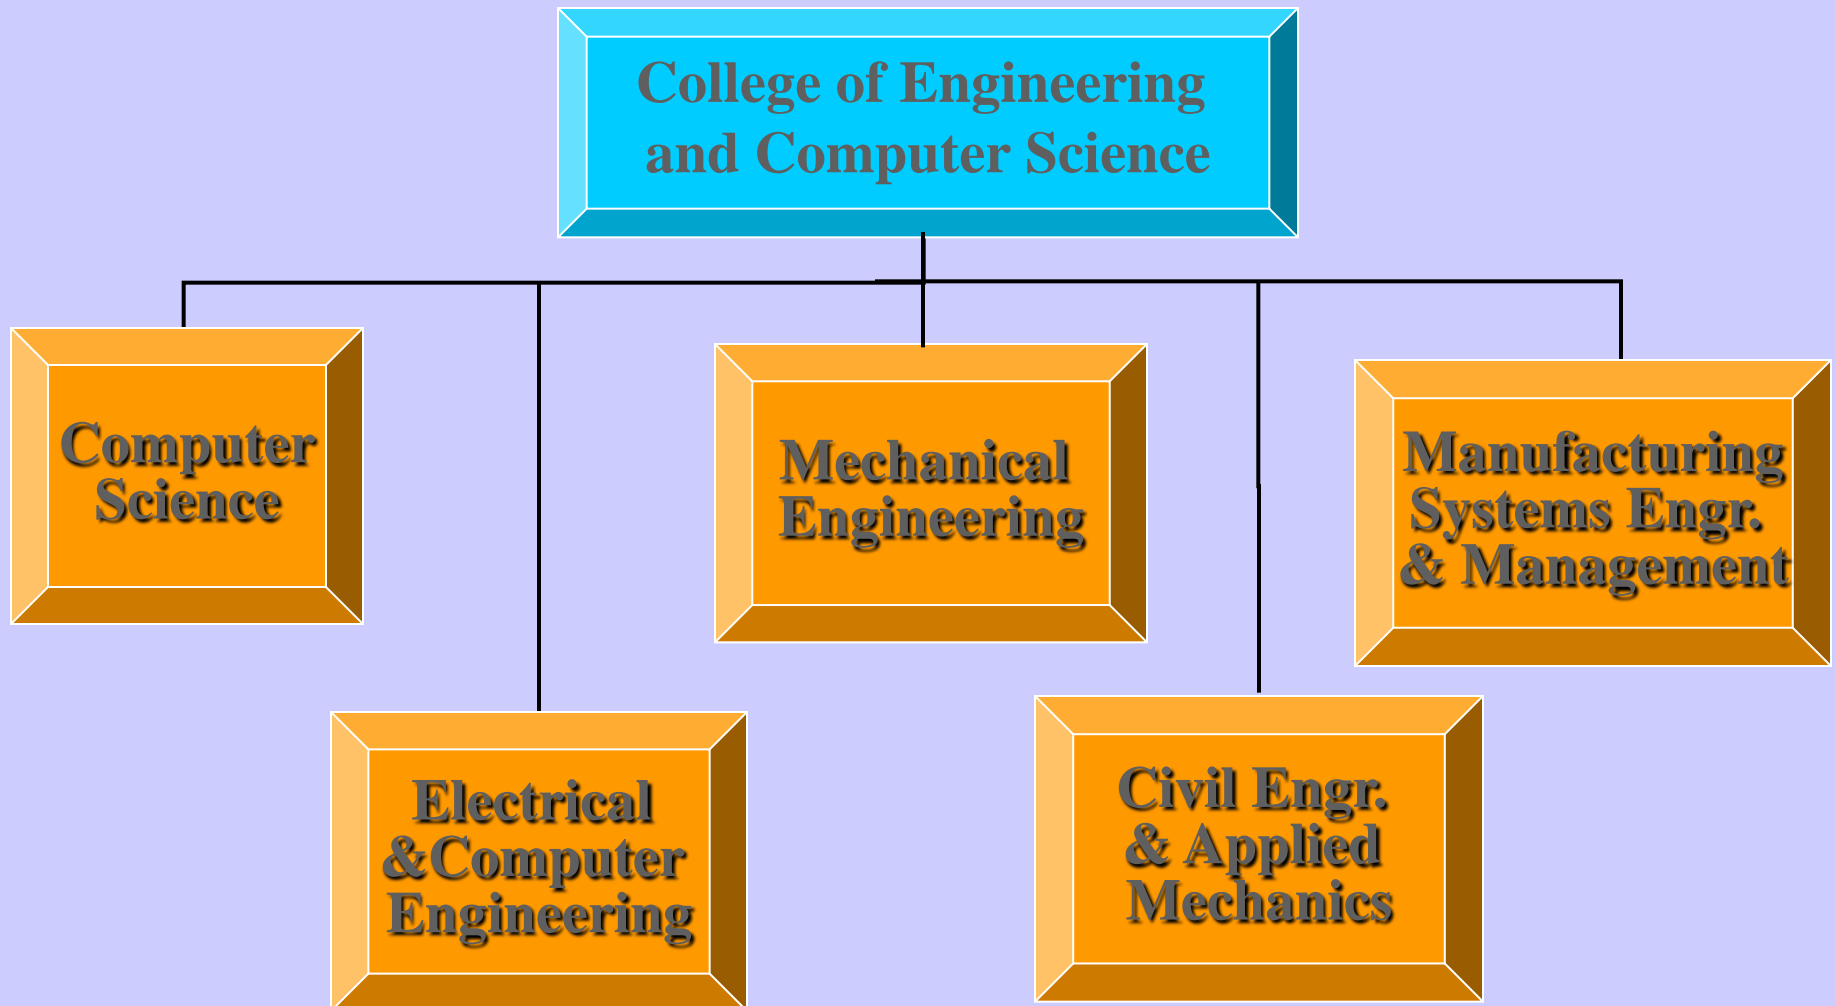 College of Engineering
and Computer Science
Computer
Science
Mechanical
Engineering
Manufacturing
Systems Engr.
& Management
Electrical
&Computer
Engineering
Civil Engr.
& Applied
Mechanics